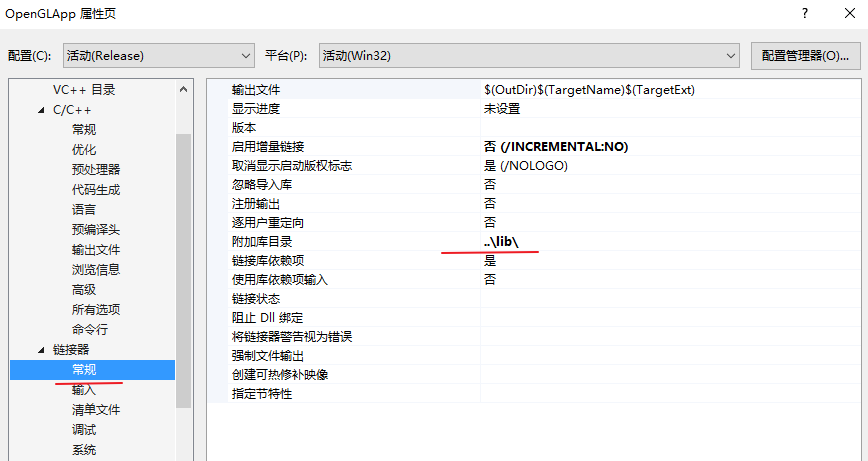 OpenGLApp 属性页
?
配置(C): 活动(Release) 平台(P): 活动(Win32) 配置管理器(O)...
VC++ 目录
C/C++
常规
优化
预处理器
代码生成
语言
预编译头
输出文件
浏览信息
高级
所有选项
命令行
链接器
常规
输入
清单文件
调试
系统
输出文件 $(OutDir)$(TargetName)$(TargetExt)
显示进度 未设置
版本
启用增量链接 否 (/INCREMENTAL:NO)
取消显示启动版权标志 是 (/NOLOGO)
忽略导入库 否
注册输出 否
逐用户重定向 否
附加库目录 ..\lib\
链接库依赖项 是
使用库依赖项输入 否
链接状态
阻止 Dll 绑定
将链接器警告视为错误
强制文件输出
创建可热修补映像
指定节特性